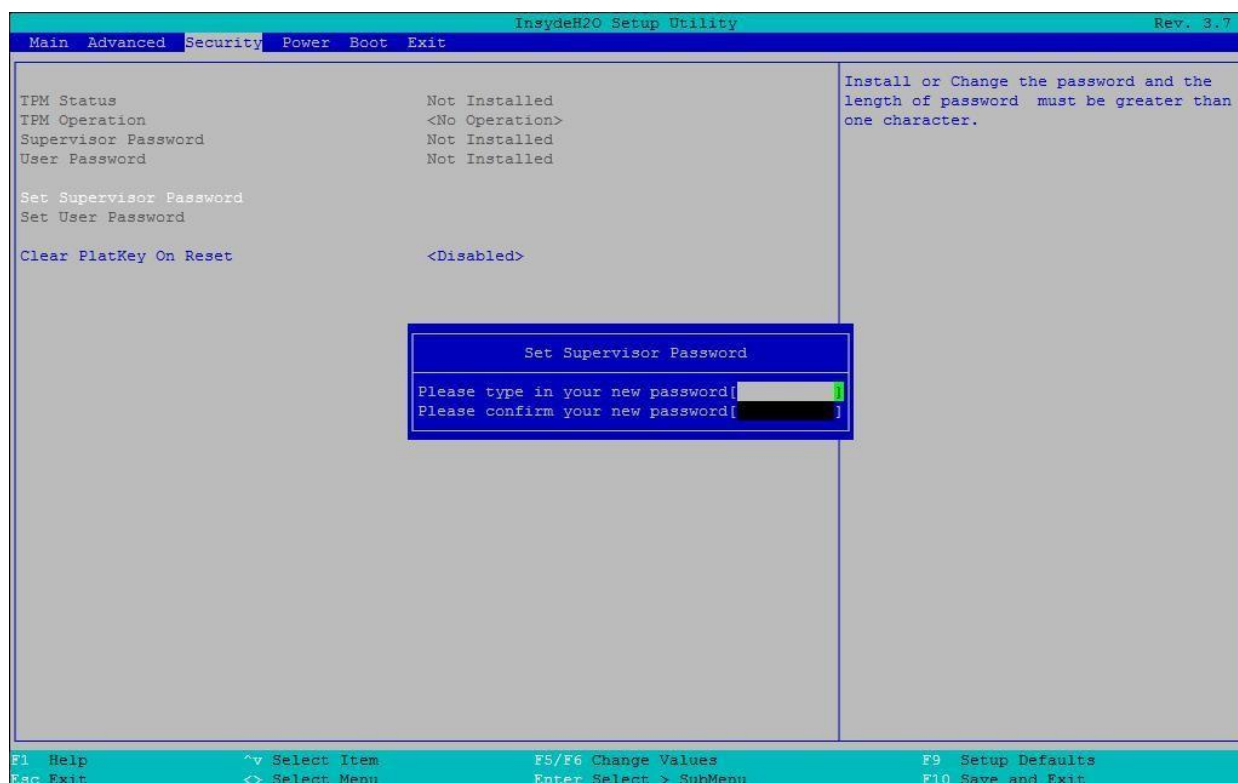 InsydeH2O Setup Utility Rev. 3.7
Main Advanced Security Power Boot Exit
TPM Status Not Installed
TPM Operation <No Operation>
Supervisor Password Not Installed
User Password Not Installed
Set Supervisor Password
Set User Password
Clear PlatKey On Reset <Disabled>
Install or Change the password and the
length of password must be greater than
one character.
Set Supervisor Password
Please type in your new password[ ]
Please confirm your new password[ ]
F1 Help ^v Select Item F5/F6 Change Values F9 Setup Defaults
Esc Exit <> Select Menu Enter Select > SubMenu F10 Save and Exit